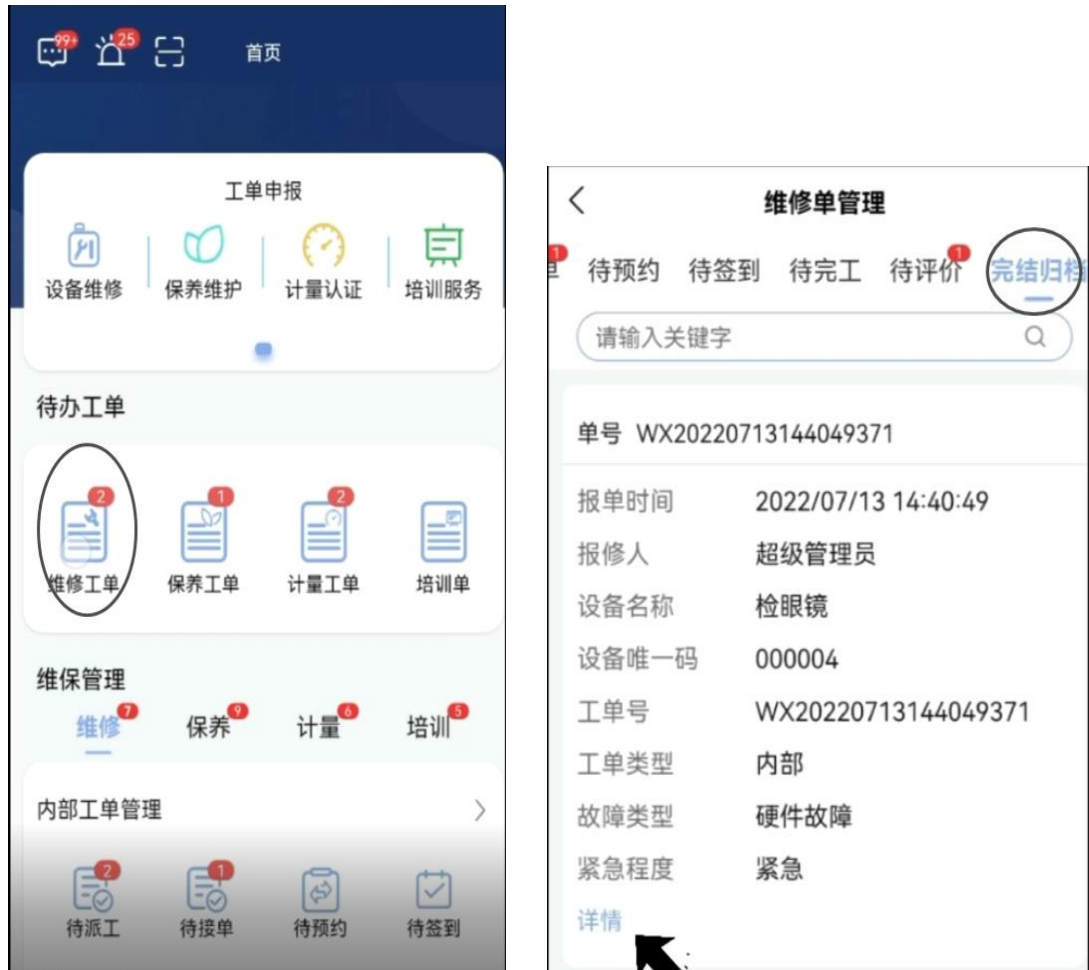 99+ 25 首页
工单申报
设备维修 保养维护 计量认证 培训服务
待办工单
2 1 2
维修工单 保养工单 计量工单 培训单
维保管理
维修 7 保养 9 计量 6 培训 5
内部工单管理
2 1
待派工 待接单 待预约 待签到
维修单管理
1 待预约 待签到 待完工 待评价 1 完结归档
请输入关键字
单号 WX20220713144049371
报单时间 2022/07/13 14:40:49
报修人 超级管理员
设备名称 检眼镜
设备唯一码 000004
工单号 WX20220713144049371
工单类型 内部
故障类型 硬件故障
紧急程度 紧急
详情